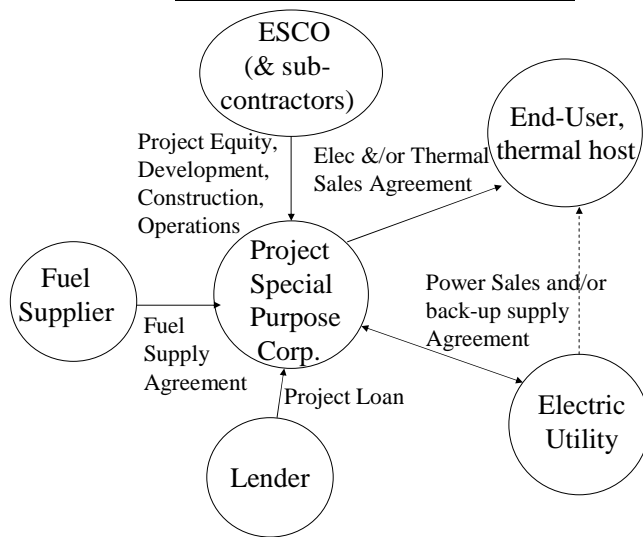 ESCO
(& sub-
contractors)
End-User,
thermal host
Project Equity,
Development,
Construction,
Operations
Elec &/or Thermal
Sales Agreement
Project
Special
Purpose
Corp.
Fuel
Supplier
Fuel
Supply
Agreement
Power Sales and/or
back-up supply
Agreement
Project Loan
Electric
Utility
Lender